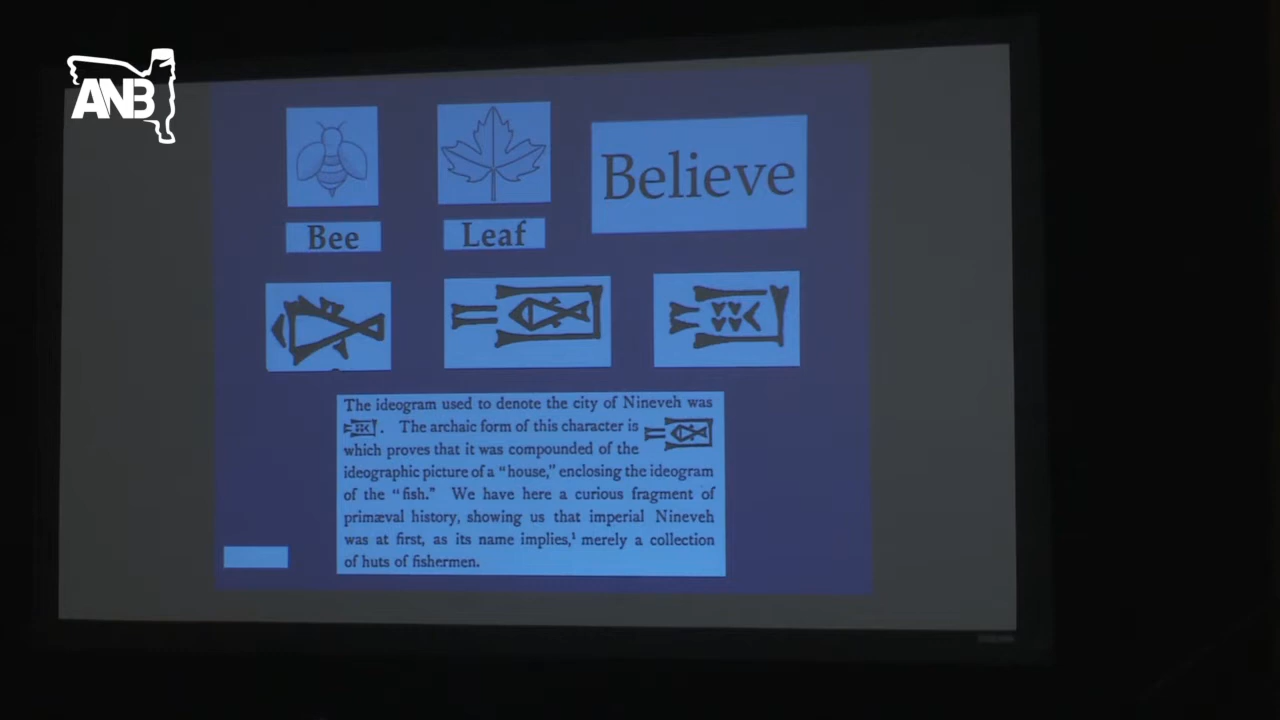 ANB
Believe
Bee
Leaf
The ideogram used to denote the city of Nineveh was
. The archaic form of this character is
which proves that it was compounded of the
ideographic picture of a “house,” enclosing the ideogram
of the “fish.” We have here a curious fragment of
primæval history, showing us that imperial Nineveh
was at first, as its name implies,¹ merely a collection
of huts of fishermen.